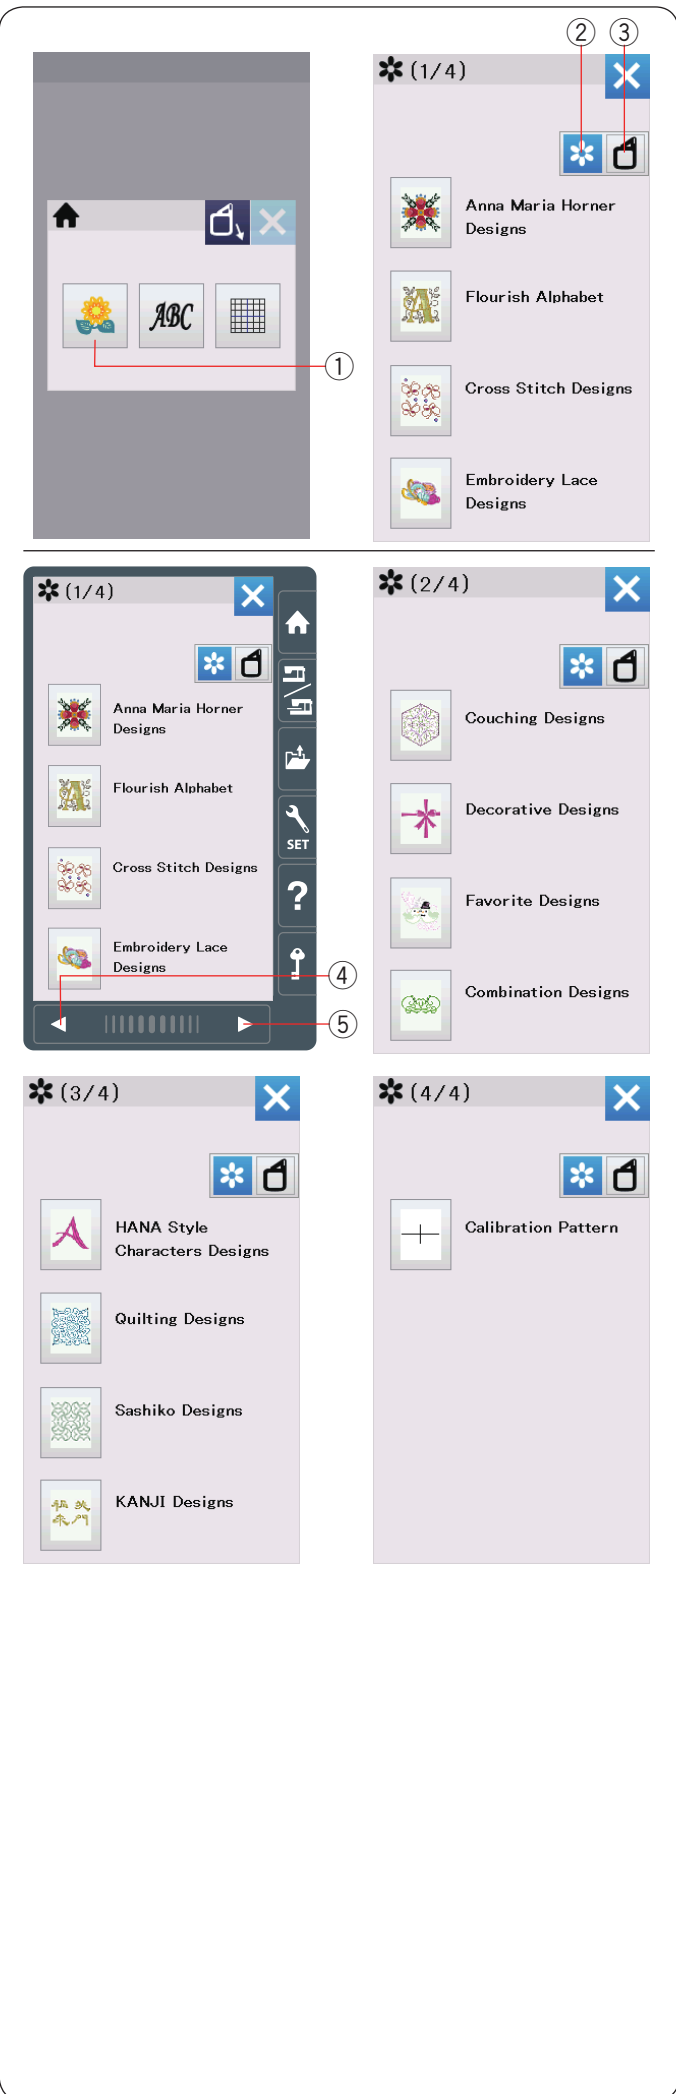 ② ③
(1/4)
Anna Maria Horner
Designs
ABC
Flourish Alphabet
①
Cross Stitch Designs
Embroidery Lace
Designs
(1/4)
Anna Maria Horner
Designs
Flourish Alphabet
Cross Stitch Designs
Embroidery Lace
Designs
SET
?
④
⑤
(2/4)
Couching Designs
Decorative Designs
Favorite Designs
Combination Designs
(3/4)
HANA Style
Characters Designs
Quilting Designs
Sashiko Designs
KANJI Designs
(4/4)
Calibration Pattern